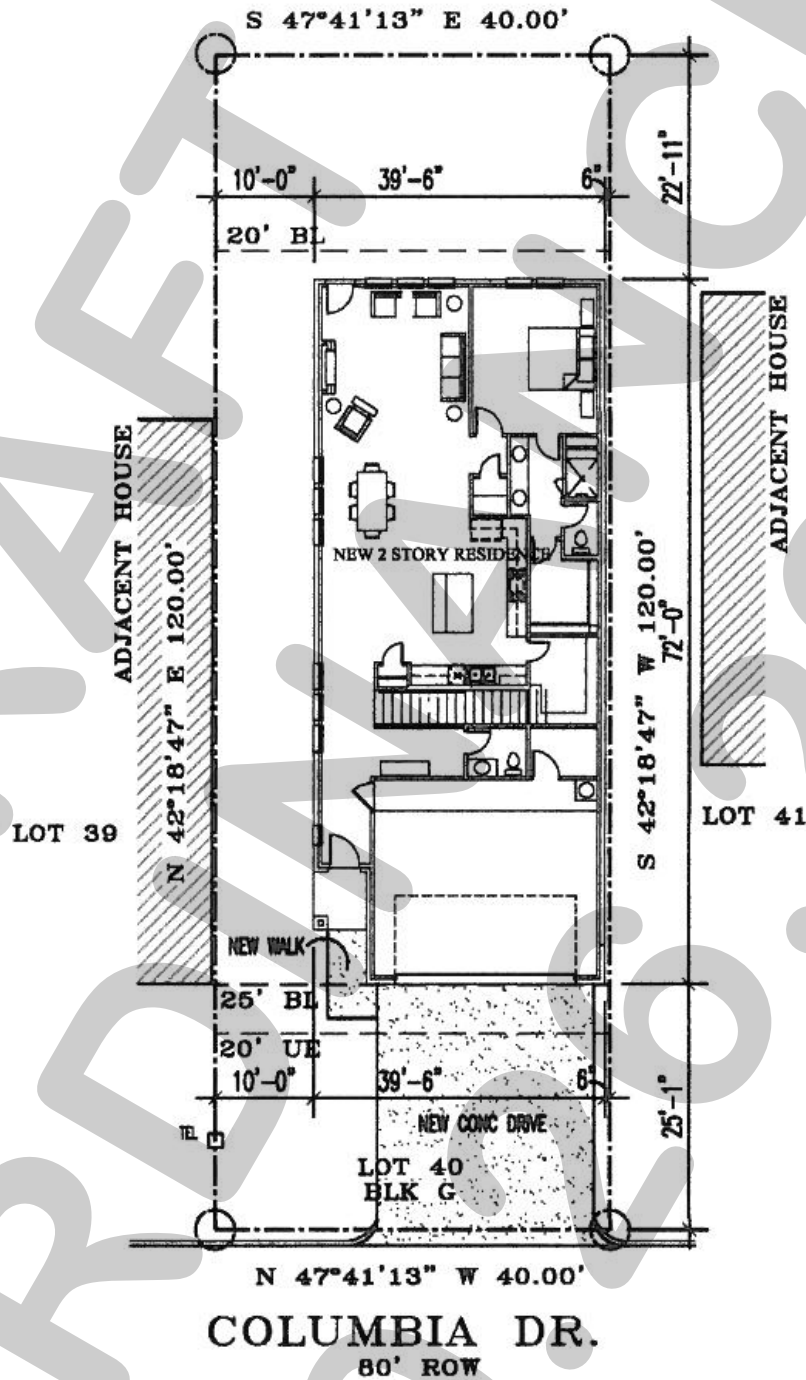 S 47°41'13" E 40.00'
10'-0" 39'-6" 6"
22'-11"
20' BL
ADJACENT HOUSE
ADJACENT HOUSE
NEW 2 STORY RESIDENCE
N 42°18'47" E 120.00'
S 42°18'47" W 120.00'
72'-0"
LOT 39
LOT 41
NEW WALK
25' BL
20' UE
10'-0" 39'-6" 6"
25'-1"
TEL
NEW CONC DRIVE
LOT 40
BLK G
N 47°41'13" W 40.00'
COLUMBIA DR.
80' ROW